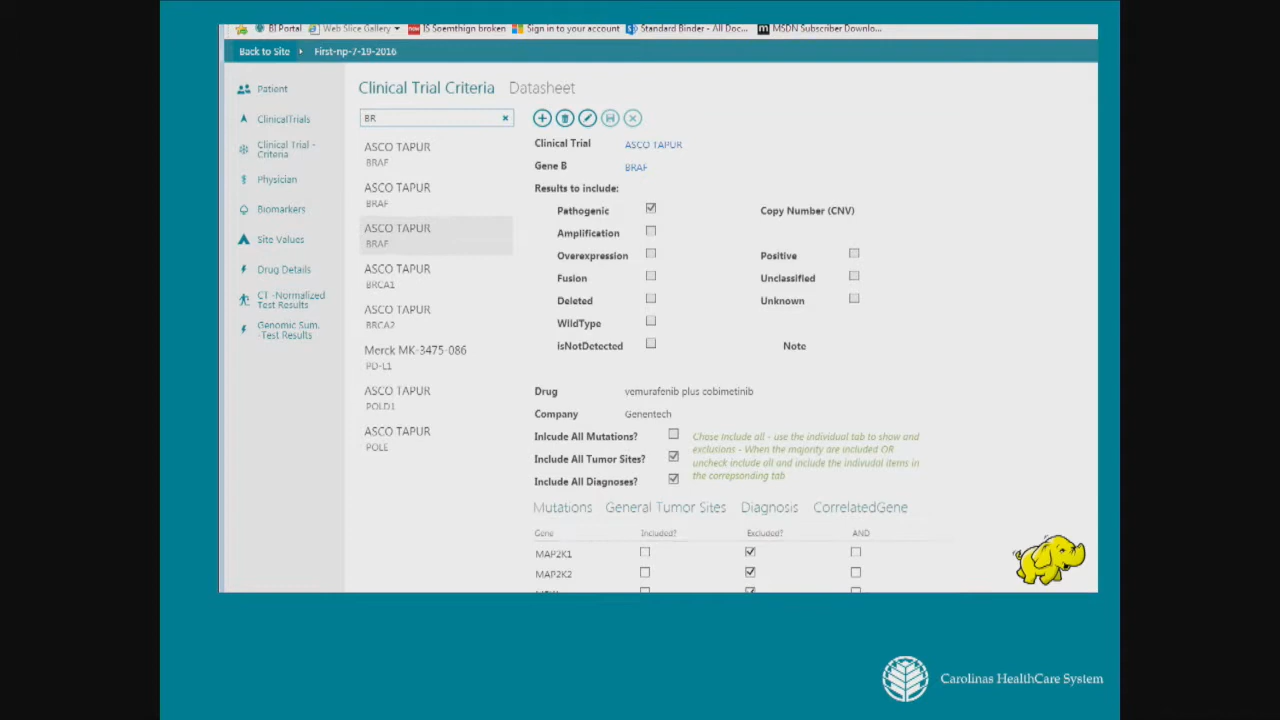 BI Portal Web Slice Gallery IS Soemthign broken Sign in to your account Standard Binder - All Doc... MSDN Subscriber Downlo...
Back to Site First-np-7-19-2016
Patient
ClinicalTrials
Clinical Trial -
Criteria
Physician
Biomarkers
Site Values
Drug Details
CT -Normalized
Test Results
Genomic Sum.
-Test Results
Clinical Trial Criteria Datasheet
BR
ASCO TAPUR
BRAF
ASCO TAPUR
BRAF
ASCO TAPUR
BRAF
ASCO TAPUR
BRCA1
ASCO TAPUR
BRCA2
Merck MK-3475-086
PD-L1
ASCO TAPUR
POLD1
ASCO TAPUR
POLE
Clinical Trial ASCO TAPUR
Gene B BRAF
Results to include:
Pathogenic Copy Number (CNV)
Amplification
Overexpression Positive
Fusion Unclassified
Deleted Unknown
WildType
isNotDetected Note
Drug vemurafenib plus cobimetinib
Company Genentech
Inlcude All Mutations?
Include All Tumor Sites?
Include All Diagnoses?
Chose Include all - use the individual tab to show and
exclusions - When the majority are included OR
uncheck include all and include the indivudal items in
the correpsonding tab
Mutations General Tumor Sites Diagnosis CorrelatedGene
Gene Included? Excluded? AND
MAP2K1
MAP2K2
Carolinas HealthCare System